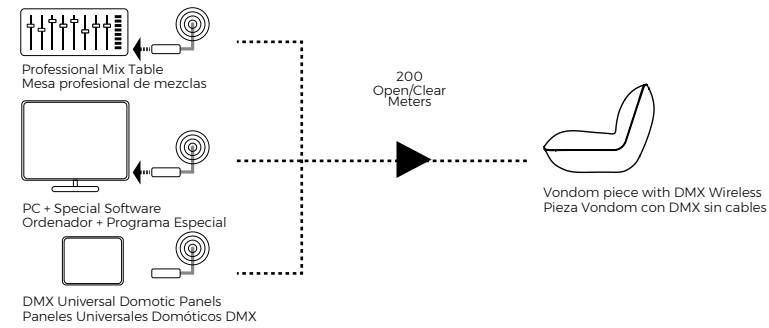 Professional Mix Table
Mesa profesional de mezclas
200
Open/Clear
Meters
PC + Special Software
Ordenador + Programa Especial
Vondom piece with DMX Wireless
Pieza Vondom con DMX sin cables
DMX Universal Domotic Panels
Paneles Universales Domóticos DMX